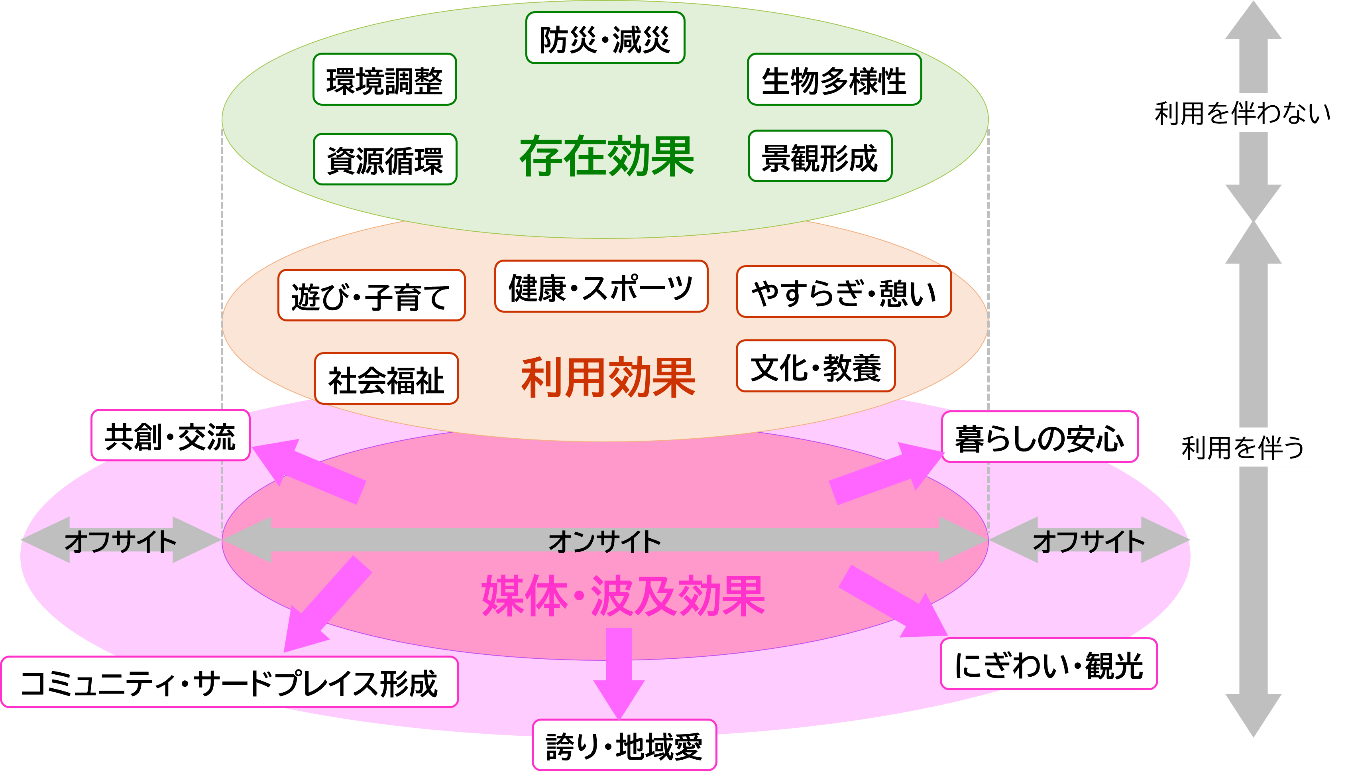 防災・減災
環境調整
生物多様性
利用を伴わない
資源循環
存在効果
景観形成
遊び・子育て
健康・スポーツ
やすらぎ・憩い
社会福祉
利用効果
文化・教養
共創・交流
暮らしの安心
利用を伴う
オフサイト
オンサイト
オフサイト
媒体・波及効果
コミュニティ・サードプレイス形成
にぎわい・観光
誇り・地域愛